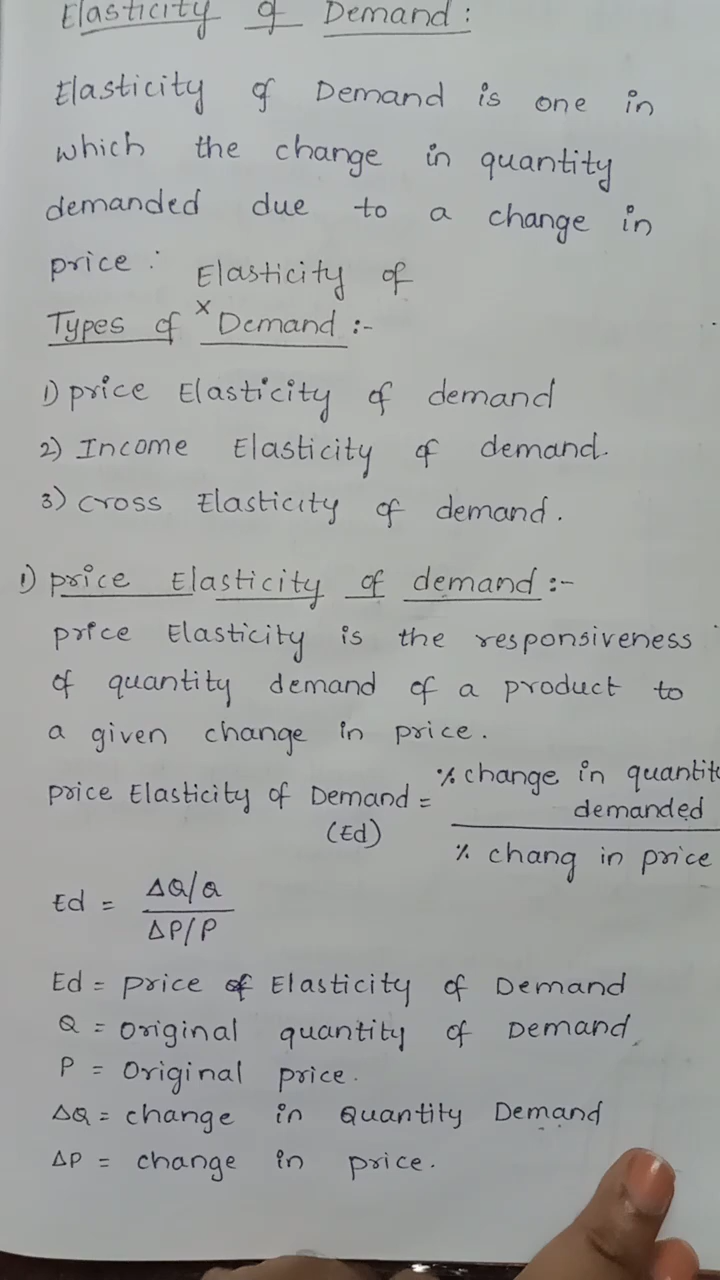 Elasticity of Demand:
Elasticity of Demand is one in
which the change in quantity
demanded due to a change in
price:
Elasticity of
Types of x Demand :-
1) price Elasticity of demand
2) Income Elasticity of demand.
3) cross Elasticity of demand.
1) price Elasticity of demand :-
price Elasticity is the responsiveness
of quantity demand of a product to
a given change in price.
price Elasticity of Demand = % change in quantit
demanded
(Ed)
% chang in price
Ed = ΔQ/Q
ΔP/P
Ed = price of Elasticity of Demand
Q = Original quantity of Demand
P = Original price.
ΔQ = change in Quantity Demand
ΔP = change in price.